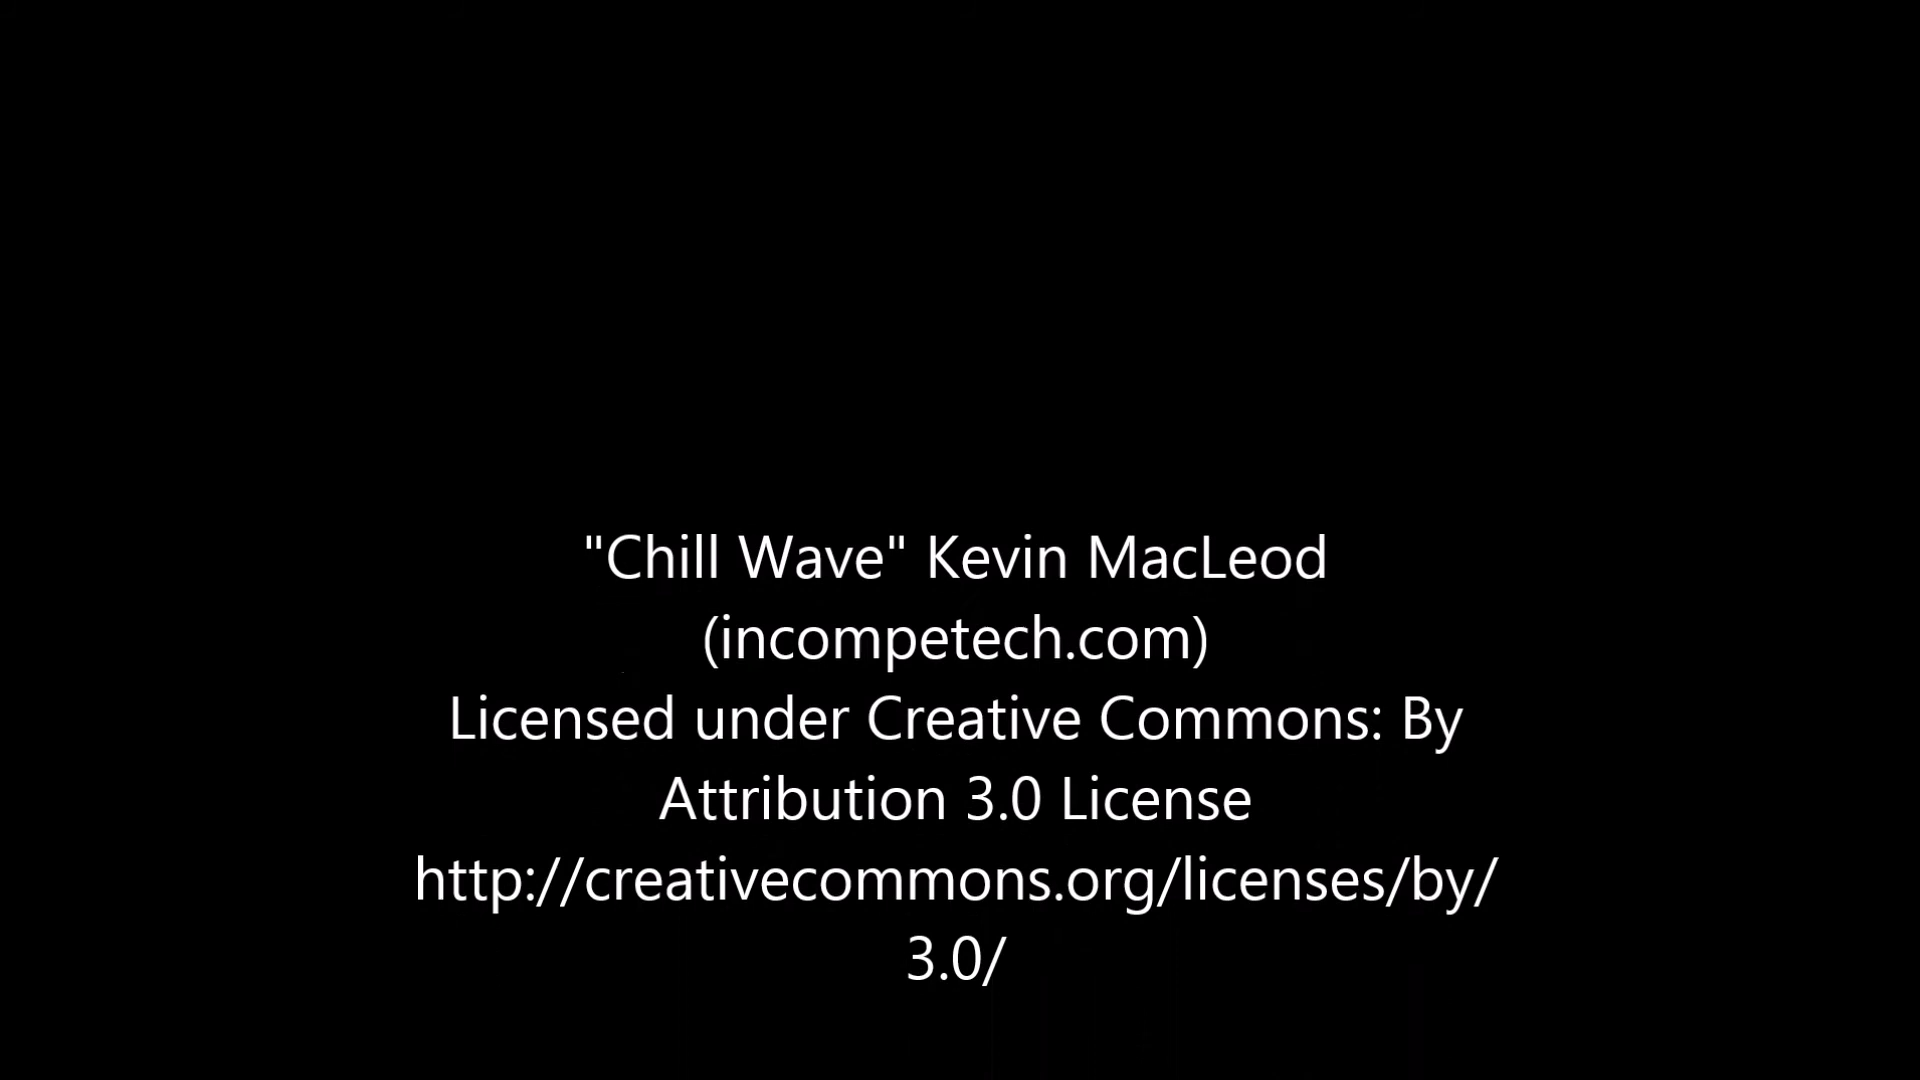 "Chill Wave" Kevin MacLeod
(incompetech.com)
Licensed under Creative Commons: By
Attribution 3.0 License
http://creativecommons.org/licenses/by/
3.0/